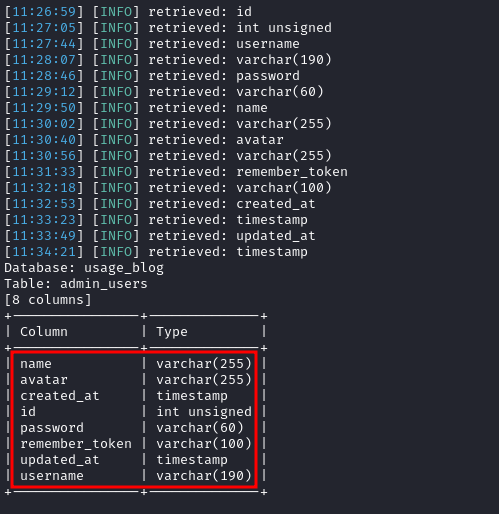 [11:26:59] [INFO] retrieved: id
[11:27:05] [INFO] retrieved: int unsigned
[11:27:44] [INFO] retrieved: username
[11:28:07] [INFO] retrieved: varchar(190)
[11:28:46] [INFO] retrieved: password
[11:29:12] [INFO] retrieved: varchar(60)
[11:29:50] [INFO] retrieved: name
[11:30:02] [INFO] retrieved: varchar(255)
[11:30:40] [INFO] retrieved: avatar
[11:30:56] [INFO] retrieved: varchar(255)
[11:31:33] [INFO] retrieved: remember_token
[11:32:18] [INFO] retrieved: varchar(100)
[11:32:53] [INFO] retrieved: created_at
[11:33:23] [INFO] retrieved: timestamp
[11:33:49] [INFO] retrieved: updated_at
[11:34:21] [INFO] retrieved: timestamp
Database: usage_blog
Table: admin_users
[8 columns]
+----------------+--------------+
| Column         | Type         |
+----------------+--------------+
| name           | varchar(255) |
| avatar         | varchar(255) |
| created_at     | timestamp    |
| id             | int unsigned |
| password       | varchar(60)  |
| remember_token | varchar(100) |
| updated_at     | timestamp    |
| username       | varchar(190) |
+----------------+--------------+